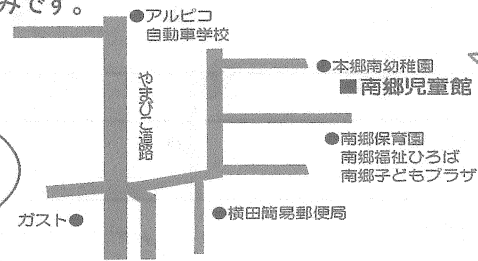 みです。
●アルピコ
自動車学校
やまびこ道路
●本郷南幼稚園
■南郷児童館
●南郷保育園
南郷福祉ひろば
南郷子どもプラザ
ガスト●
●横田簡易郵便局